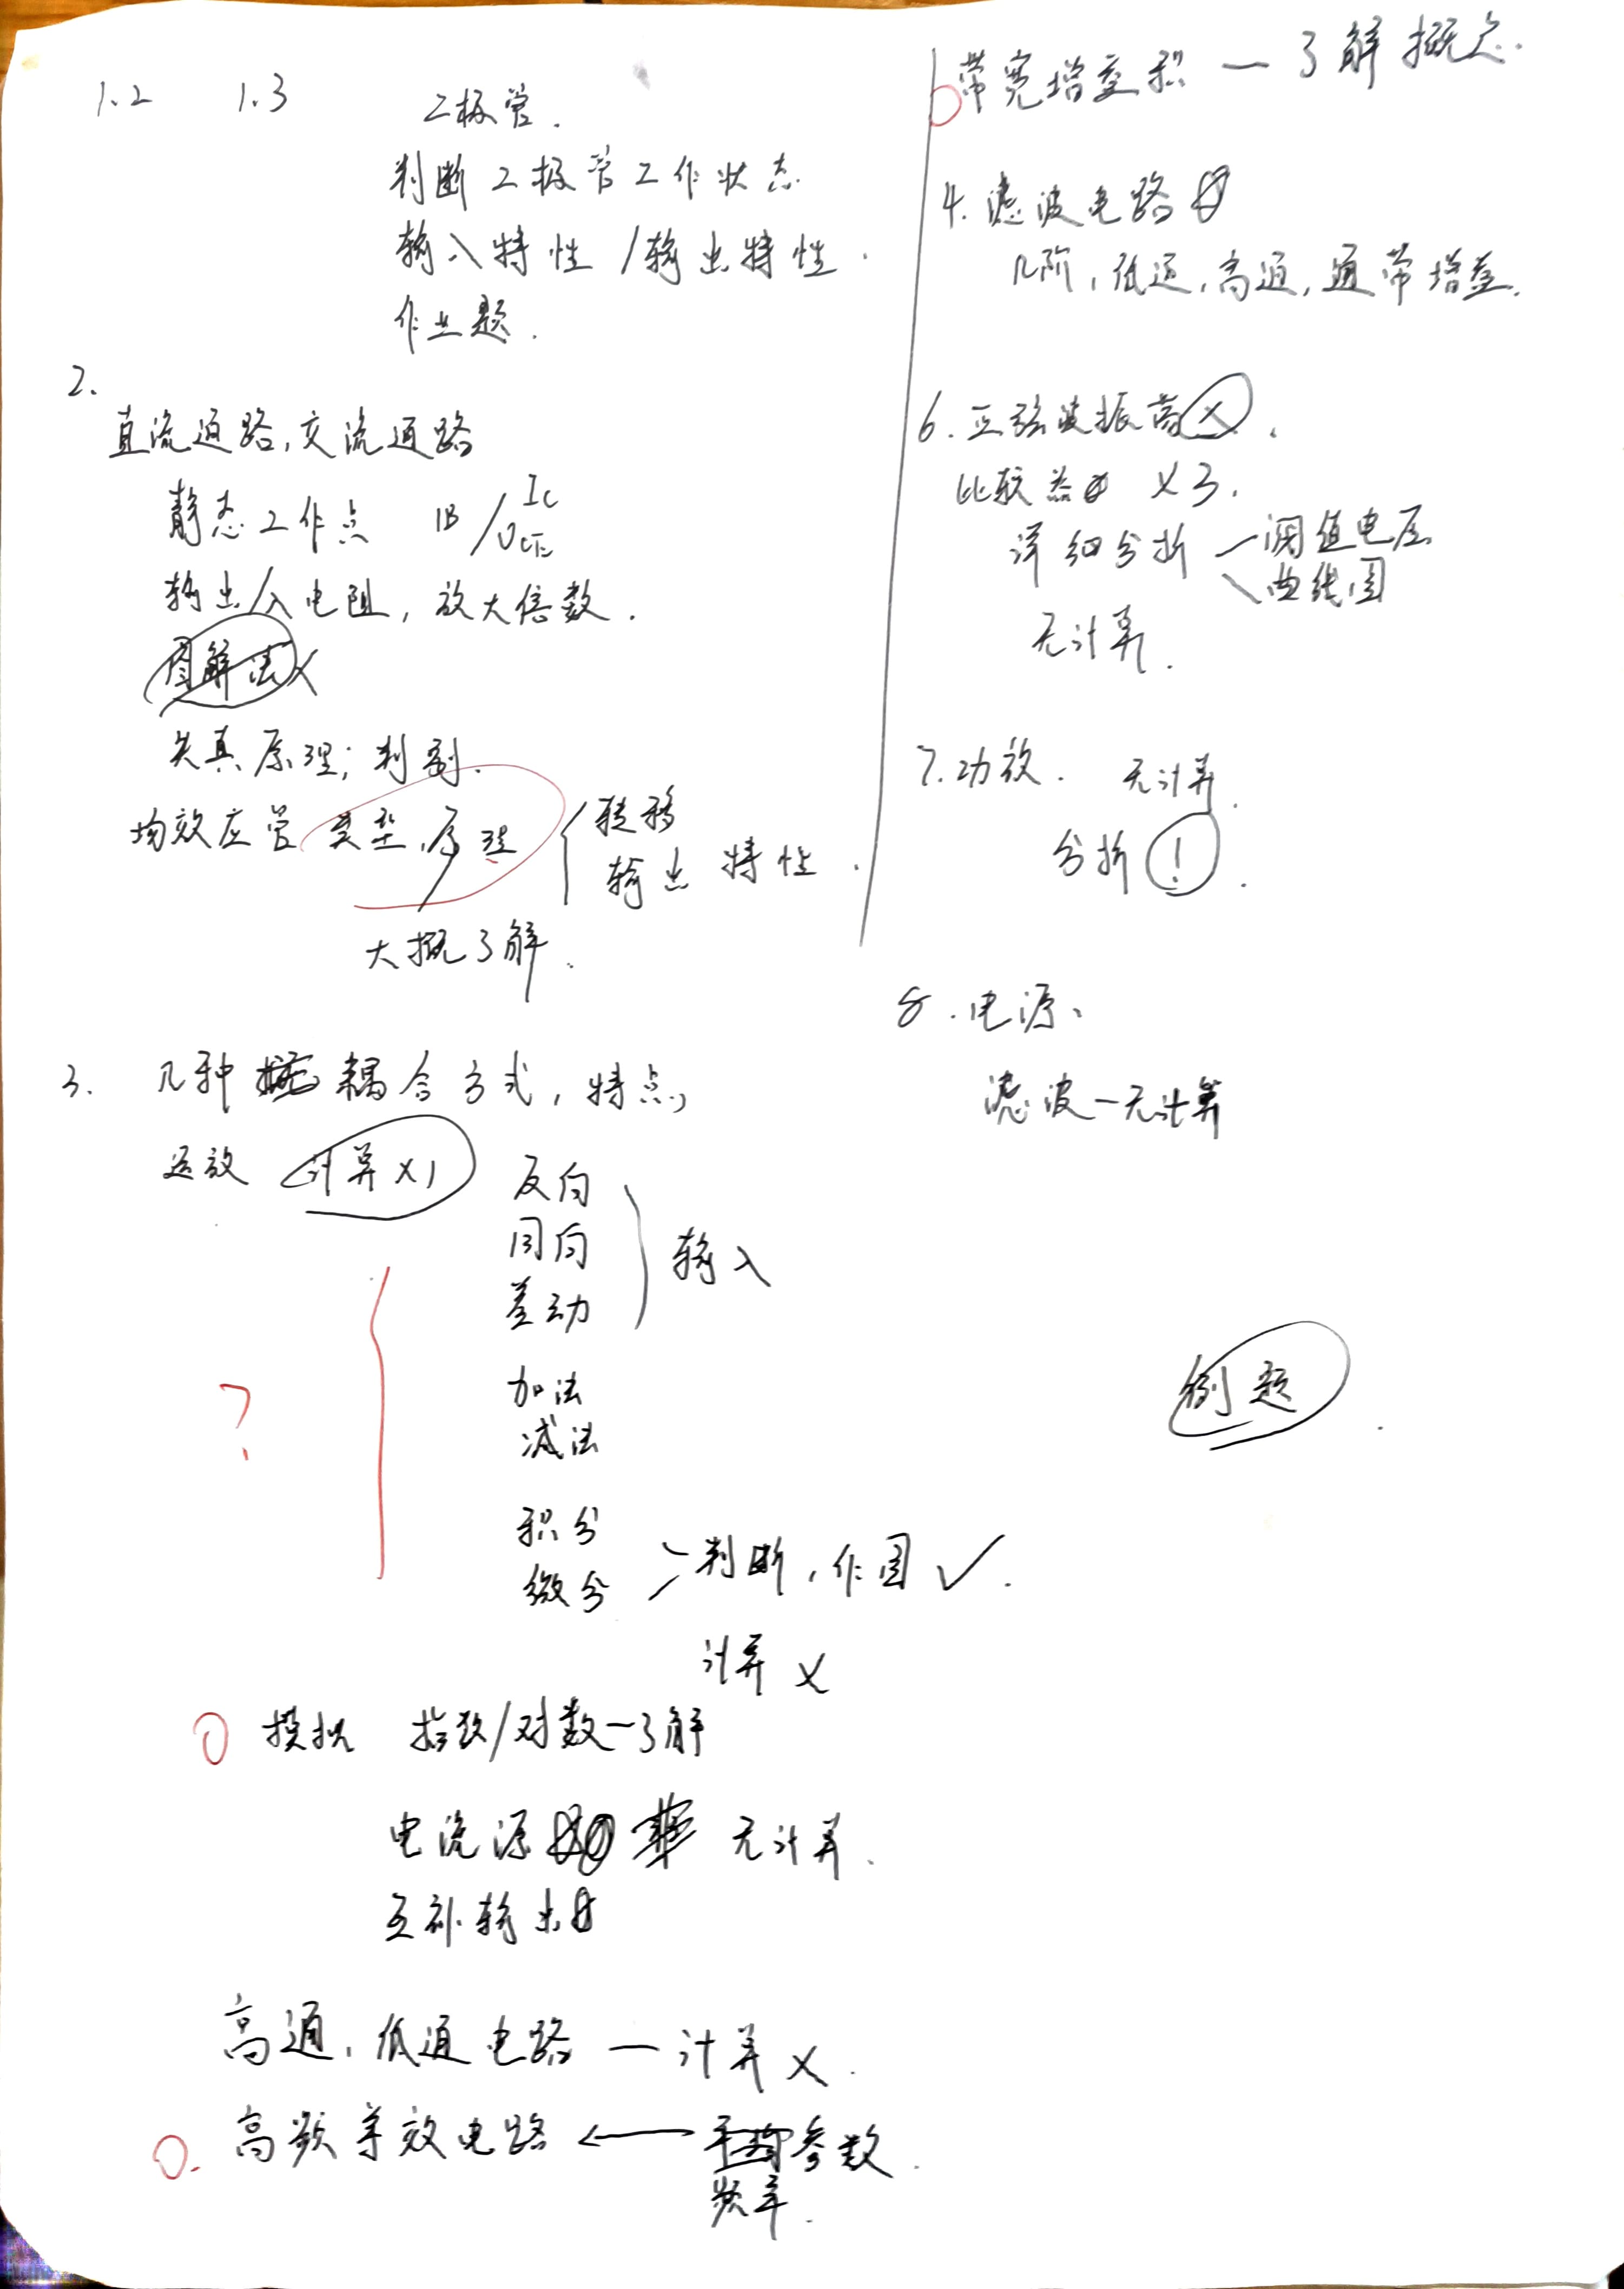 1.2 1.3 二极管.
判断二极管工作状态
输入特性/输出特性.
作业题.
2.
直流通路,交流通路
静态工作点 IB/IC UCE
输出/入电阻,放大倍数.
图解法X
失真原理;判别.
场效应管 类型,原理 { 转移 输出 特性.
大概了解.
3. 几种耦合方式,特点,
运放 计算X1
反向
同向
差动
} 输入
加法
减法
?
积分
微分
> 判断,作图 ✓.
计算 X
模拟 指数/对数—了解
电流源 无计算.
互补输出
高通,低通电路 — 计算X.
高频等效电路 ← 参数.
频率.
带宽增益积 — 了解概念.
4. 滤波电路
几阶,低通,高通,通带增益.
6. 正弦波振荡X.
比较器 X3.
详细分析 阈值电压
曲线图
无计算.
7. 功放. 无计算.
分析 ! .
8. 电源、
滤波—无计算
例题.